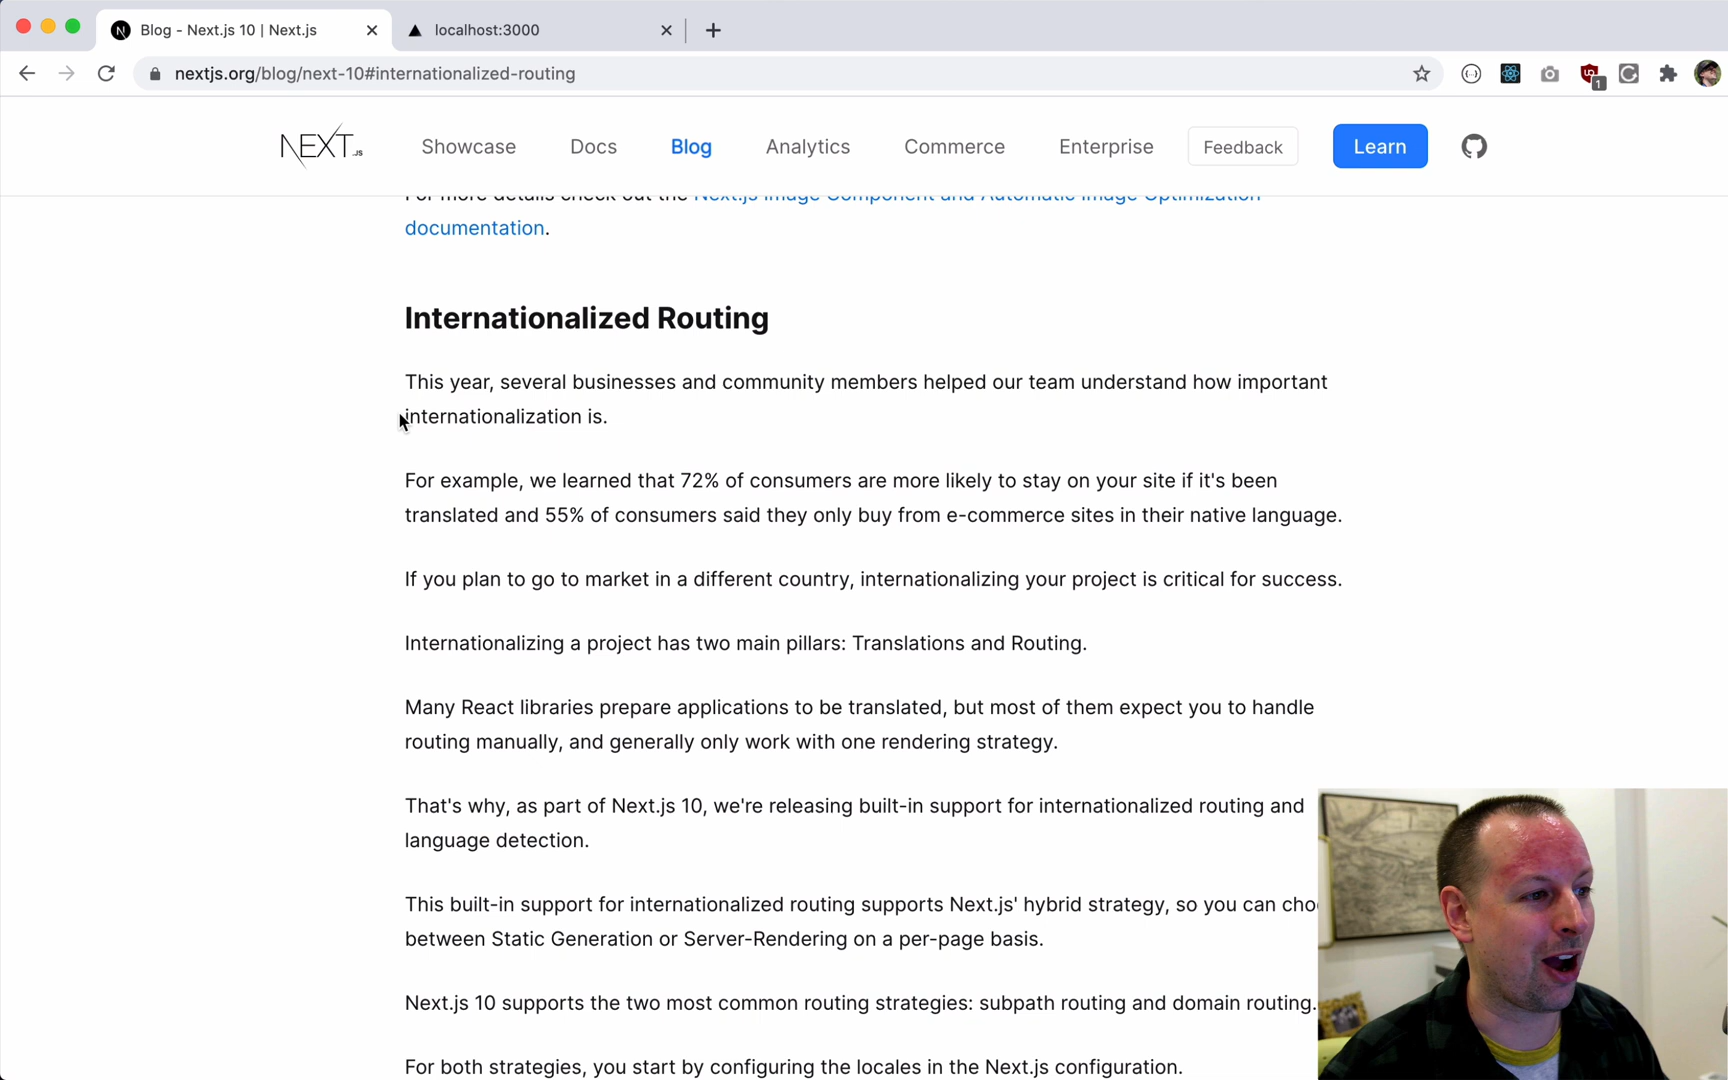 Blog - Next.js 10 | Next.js
localhost:3000
nextjs.org/blog/next-10#internationalized-routing
1
NEXT.JS
Showcase
Docs
Blog
Analytics
Commerce
Enterprise
Feedback
Learn
For more details check out the Next.js Image Component and Automatic Image Optimization
documentation.
Internationalized Routing
This year, several businesses and community members helped our team understand how important
internationalization is.
For example, we learned that 72% of consumers are more likely to stay on your site if it's been
translated and 55% of consumers said they only buy from e-commerce sites in their native language.
If you plan to go to market in a different country, internationalizing your project is critical for success.
Internationalizing a project has two main pillars: Translations and Routing.
Many React libraries prepare applications to be translated, but most of them expect you to handle
routing manually, and generally only work with one rendering strategy.
That's why, as part of Next.js 10, we're releasing built-in support for internationalized routing and
language detection.
This built-in support for internationalized routing supports Next.js' hybrid strategy, so you can cho
between Static Generation or Server-Rendering on a per-page basis.
Next.js 10 supports the two most common routing strategies: subpath routing and domain routing.
For both strategies, you start by configuring the locales in the Next.js configuration.